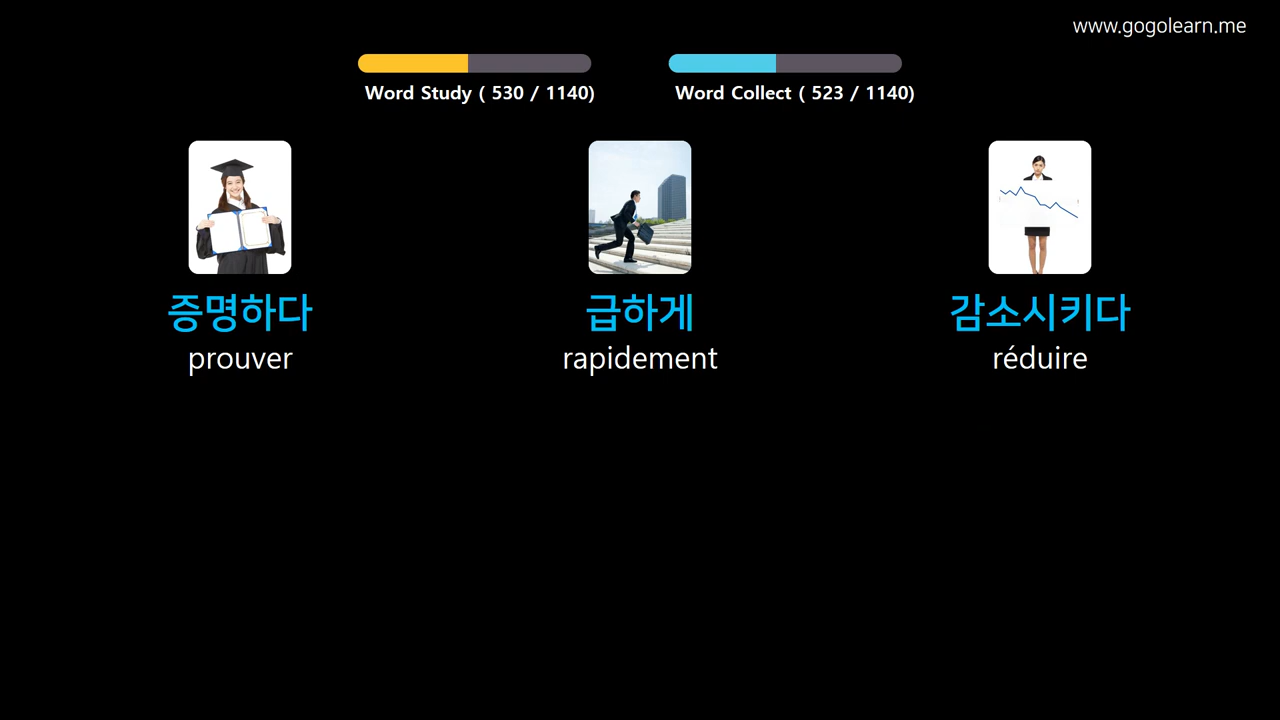 www.gogolearn.me
Word Study ( 530 / 1140)
Word Collect ( 523 / 1140)
증명하다
prouver
급하게
rapidement
감소시키다
réduire